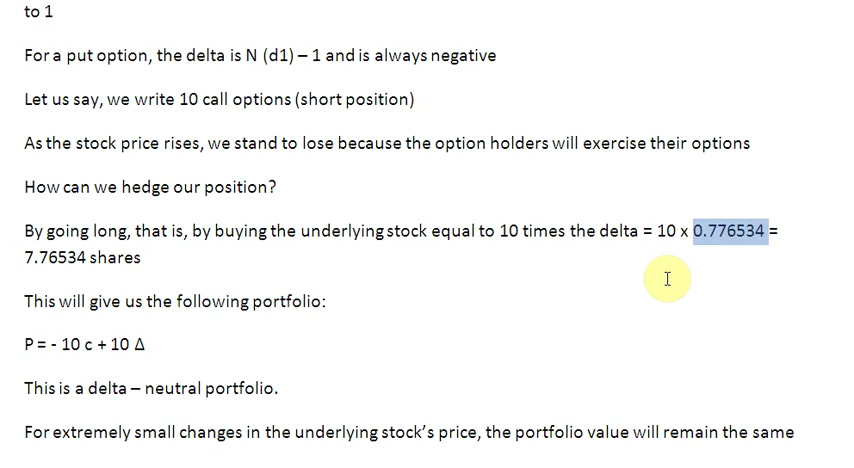 to 1
For a put option, the delta is N (d1) – 1 and is always negative
Let us say, we write 10 call options (short position)
As the stock price rises, we stand to lose because the option holders will exercise their options
How can we hedge our position?
By going long, that is, by buying the underlying stock equal to 10 times the delta = 10 x 0.776534 =
7.76534 shares
This will give us the following portfolio:
P = - 10 c + 10 Δ
This is a delta – neutral portfolio.
For extremely small changes in the underlying stock’s price, the portfolio value will remain the same